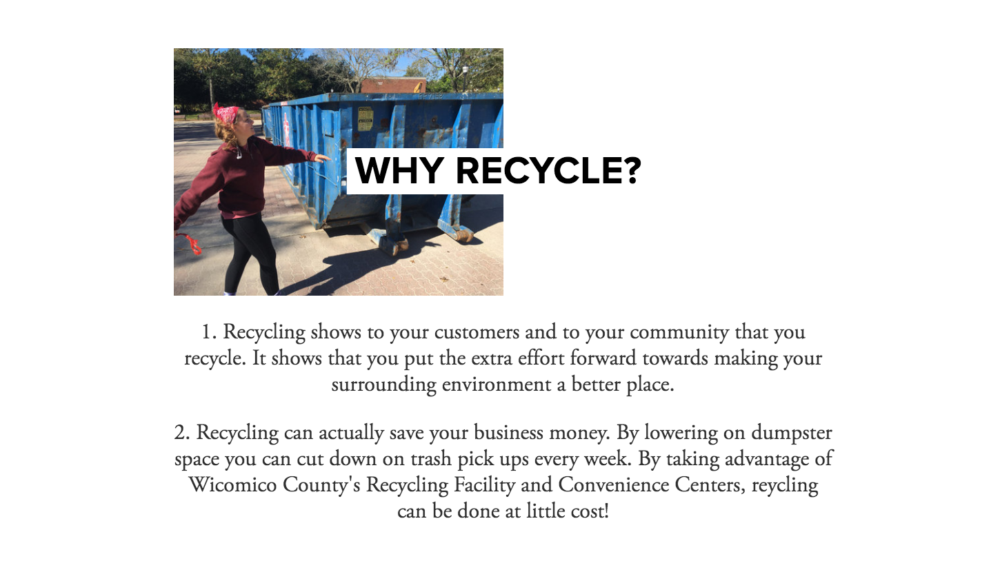 WHY RECYCLE?
1. Recycling shows to your customers and to your community that you
recycle. It shows that you put the extra effort forward towards making your
surrounding environment a better place.
2. Recycling can actually save your business money. By lowering on dumpster
space you can cut down on trash pick ups every week. By taking advantage of
Wicomico County's Recycling Facility and Convenience Centers, reycling
can be done at little cost!